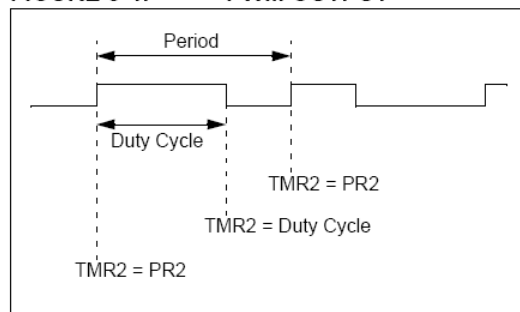 Period
Duty Cycle
TMR2 = PR2
TMR2 = Duty Cycle
TMR2 = PR2